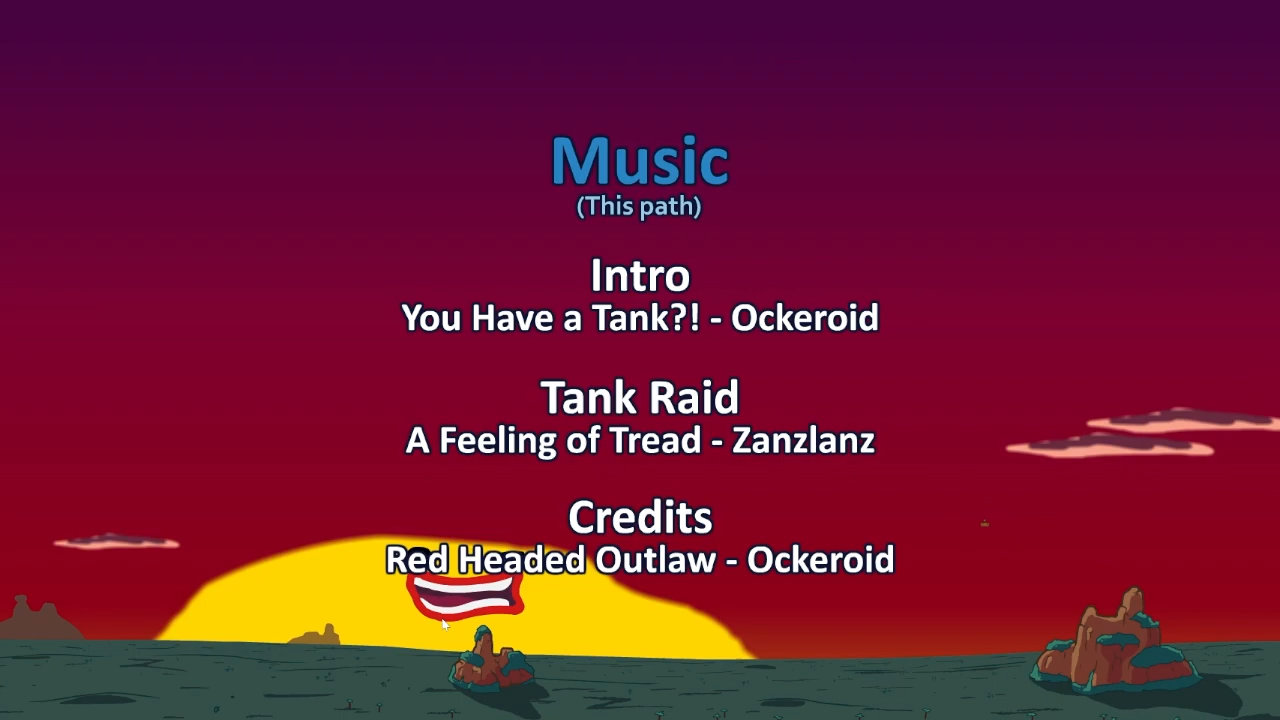 Music
(This path)
Intro
You Have a Tank?! - Ockeroid
Tank Raid
A Feeling of Tread - Zanzlanz
Credits
Red Headed Outlaw - Ockeroid